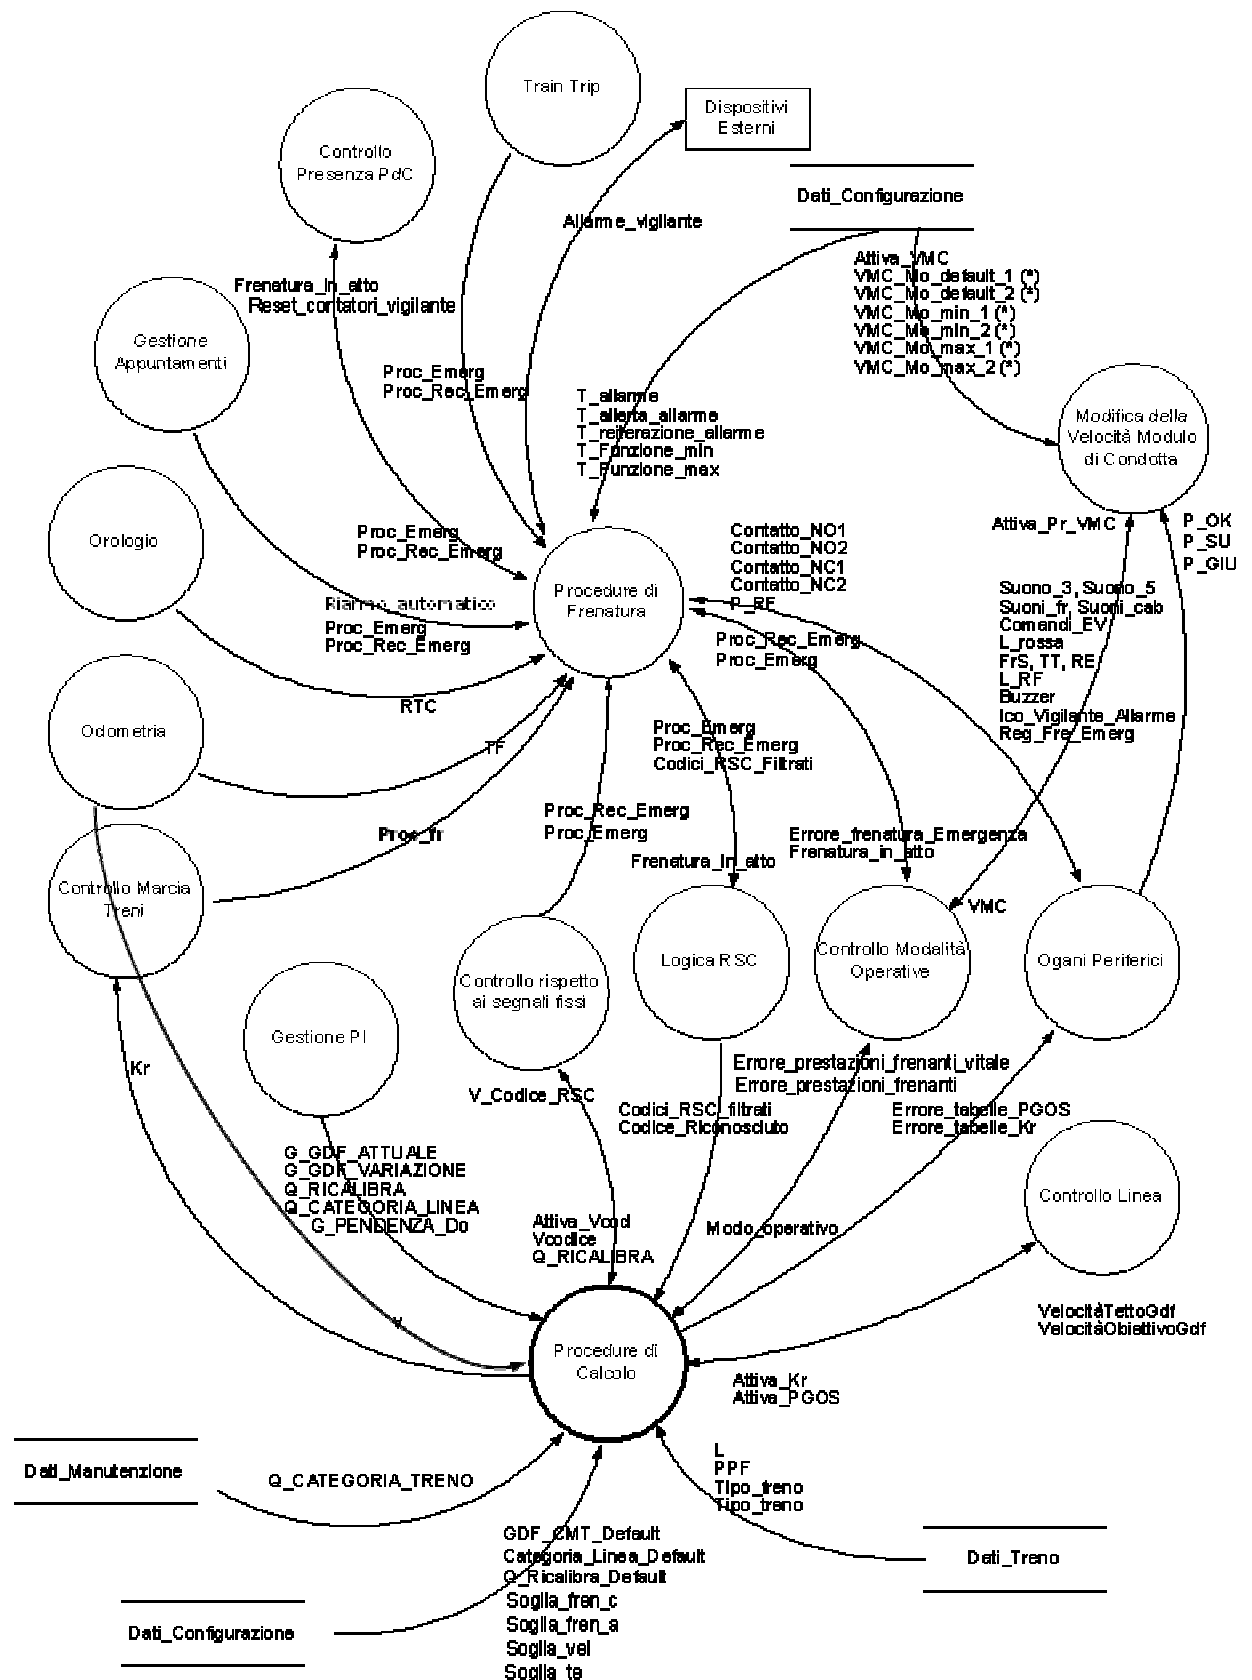 Train Trip
Dispositivi
Esterni
Controllo
Presenza PdC
Dati_Configurazione
Allarme_vigilante
Attiva_VMC
VMC_Mo_default_1 (*)
VMC_Mo_default_2 (*)
VMC_Mo_min_1 (*)
VMC_Mo_min_2 (*)
VMC_Mo_max_1 (*)
VMC_Mo_max_2 (*)
Frenatura_in_atto
Reset_contatori_vigilante
Gestione
Appuntamenti
Proc_Emerg
Proc_Rec_Emerg
T_allarme
T_allerta_allarme
T_reiterazione_allarme
T_Funzione_min
T_Funzione_max
Modifica della
Velocità Modulo
di Condotta
Orologio
Proc_Emerg
Proc_Rec_Emerg
Contatto_NO1
Contatto_NO2
Contatto_NC1
Contatto_NC2
P_RF
Attiva_Pr_VMC
P_OK
P_SU
P_GIU
Procedure di
Frenatura
Riarmo_automatico
Proc_Emerg
Proc_Rec_Emerg
Proc_Rec_Emerg
Proc_Emerg
Suono_3, Suono_5
Suoni_fr, Suoni_cab
Comandi_EV
L_rossa
FrS, TT, RE
L_RF
Buzzer
Ico_Vigilante_Allarme
Reg_Fre_Emerg
RTC
Odometria
TF
Proc_Emerg
Proc_Rec_Emerg
Codici_RSC_Filtrati
Proc_fr
Proc_Rec_Emerg
Proc_Emerg
Errore_frenatura_Emergenza
Frenatura_in_atto
Frenatura_in_atto
Controllo Marcia
Treni
VMC
Controllo rispetto
ai segnali fissi
Logica RSC
Controllo Modalità
Operative
Ogani Periferici
Gestione PI
Kr
V_Codice_RSC
Errore_prestazioni_frenanti_vitale
Errore_prestazioni_frenanti
Codici_RSC_filtrati
Codice_Riconosciuto
Errore_tabelle_PGOS
Errore_tabelle_Kr
G_GDF_ATTUALE
G_GDF_VARIAZIONE
Q_RICALIBRA
Q_CATEGORIA_LINEA
G_PENDENZA_Do
Controllo Linea
Attiva_Vcod
Vcodice
Q_RICALIBRA
Modo_operativo
V
VelocitàTettoGdf
VelocitàObiettivoGdf
Procedure di
Calcolo
Attiva_Kr
Attiva_PGOS
Dati_Manutenzione
Q_CATEGORIA_TRENO
L
PPF
Tipo_treno
Tipo_treno
GDF_CMT_Default
Categoria_Linea_Default
Q_Ricalibra_Default
Soglia_fren_c
Soglia_fren_a
Soglia_vel
Soglia_te
Dati_Treno
Dati_Configurazione